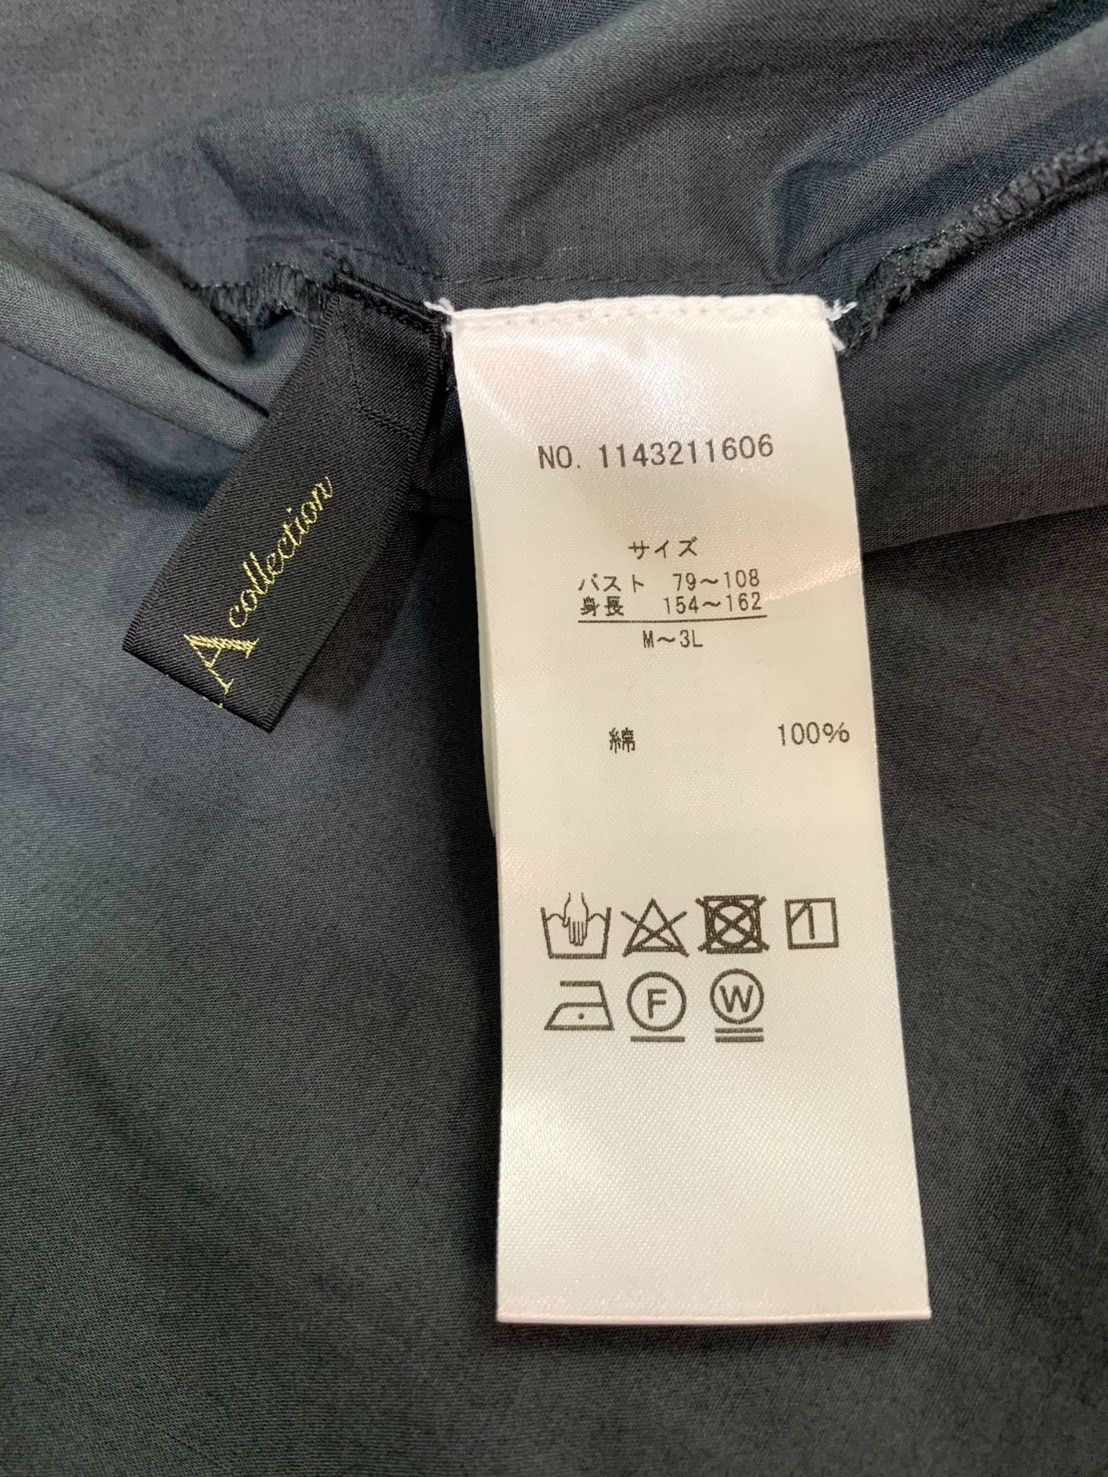 A collection
NO. 1143211606
サイズ
バスト 79～108
身長 154～162
M～3L
綿 100%
F
W